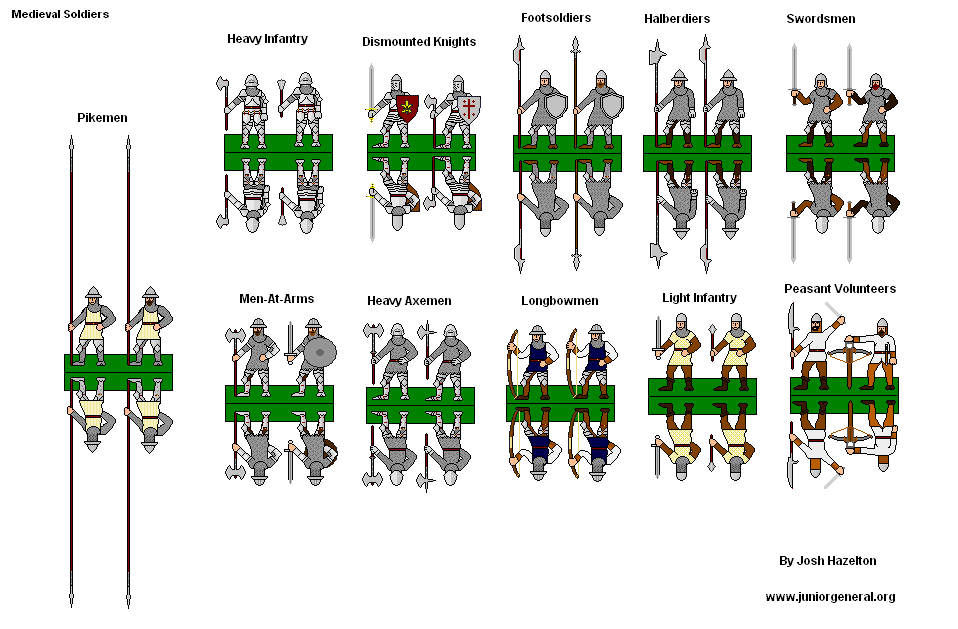 Medieval Soldiers
Pikemen
Heavy Infantry
Dismounted Knights
Footsoldiers
Halberdiers
Swordsmen
Men-At-Arms
Heavy Axemen
Longbowmen
Light Infantry
Peasant Volunteers
By Josh Hazelton
www.juniorgeneral.org